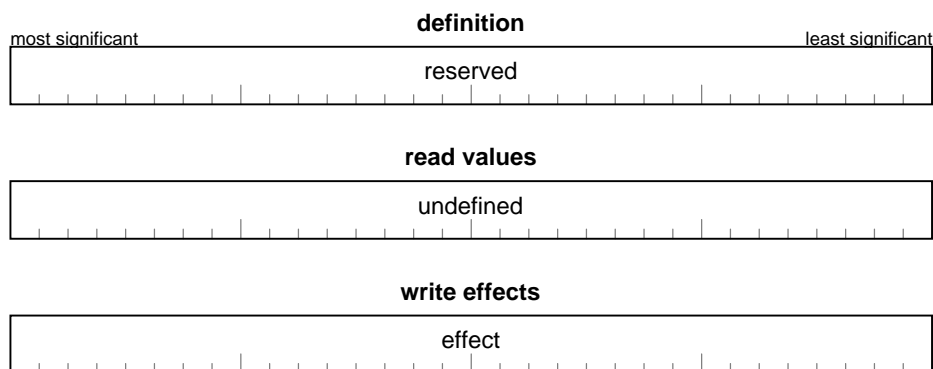 definition
most significant least significant
reserved
read values
undefined
write effects
effect